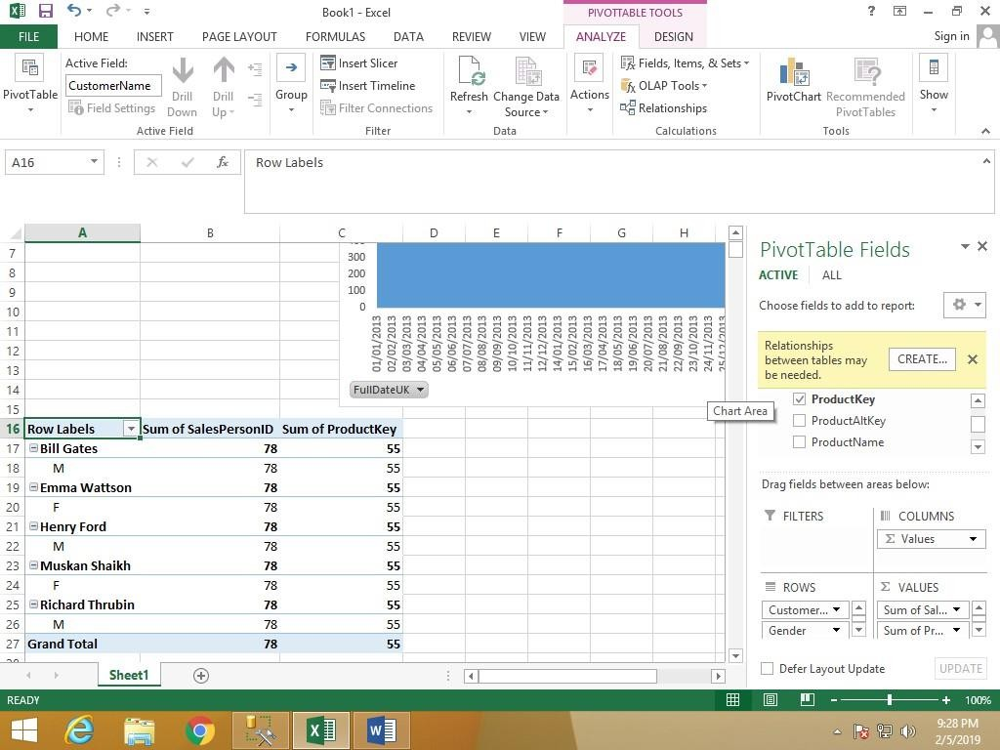 Book1 - Excel
PIVOTTABLE TOOLS
?
FILE HOME INSERT PAGE LAYOUT FORMULAS DATA REVIEW VIEW ANALYZE DESIGN Sign in
PivotTable
Active Field:
CustomerName
Field Settings
Drill Down
Drill Up
Active Field
Group
Insert Slicer
Insert Timeline
Filter Connections
Filter
Refresh
Change Data Source
Data
Actions
Fields, Items, & Sets
OLAP Tools
Relationships
Calculations
PivotChart
Recommended PivotTables
Tools
Show
A16
fx
Row Labels
A B C D E F G H
7
8
9
10
11
12
13
14
15
300
200
100
0
01/01/2013
02/02/2013
03/03/2013
04/04/2013
05/05/2013
06/06/2013
07/07/2013
08/08/2013
09/09/2013
10/10/2013
11/11/2013
12/12/2013
14/01/2013
15/02/2013
16/03/2013
17/04/2013
18/05/2013
19/06/2013
20/07/2013
21/08/2013
22/09/2013
23/10/2013
24/11/2013
25/12/2013
FullDateUK
Chart Area
16 Row Labels Sum of SalesPersonID Sum of ProductKey
17 Bill Gates 78 55
18 M 78 55
19 Emma Wattson 78 55
20 F 78 55
21 Henry Ford 78 55
22 M 78 55
23 Muskan Shaikh 78 55
24 F 78 55
25 Richard Thrubin 78 55
26 M 78 55
27 Grand Total 78 55
Sheet1
PivotTable Fields
ACTIVE ALL
Choose fields to add to report:
Relationships
between tables may
be needed.
CREATE...
ProductKey
ProductAltKey
ProductName
Drag fields between areas below:
FILTERS
COLUMNS
Σ Values
ROWS
Customer...
Gender
Σ VALUES
Sum of Sal...
Sum of Pr...
Defer Layout Update
UPDATE
READY
100%
9:28 PM
2/5/2019